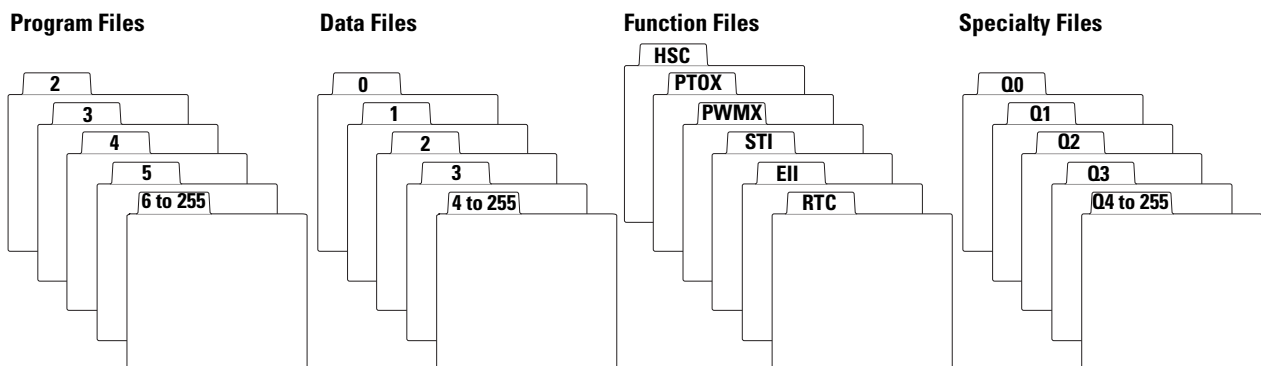 Program Files
2
3
4
5
6 to 255
Data Files
0
1
2
3
4 to 255
Function Files
HSC
PTOX
PWMX
STI
EII
RTC
Specialty Files
Q0
Q1
Q2
Q3
Q4 to 255